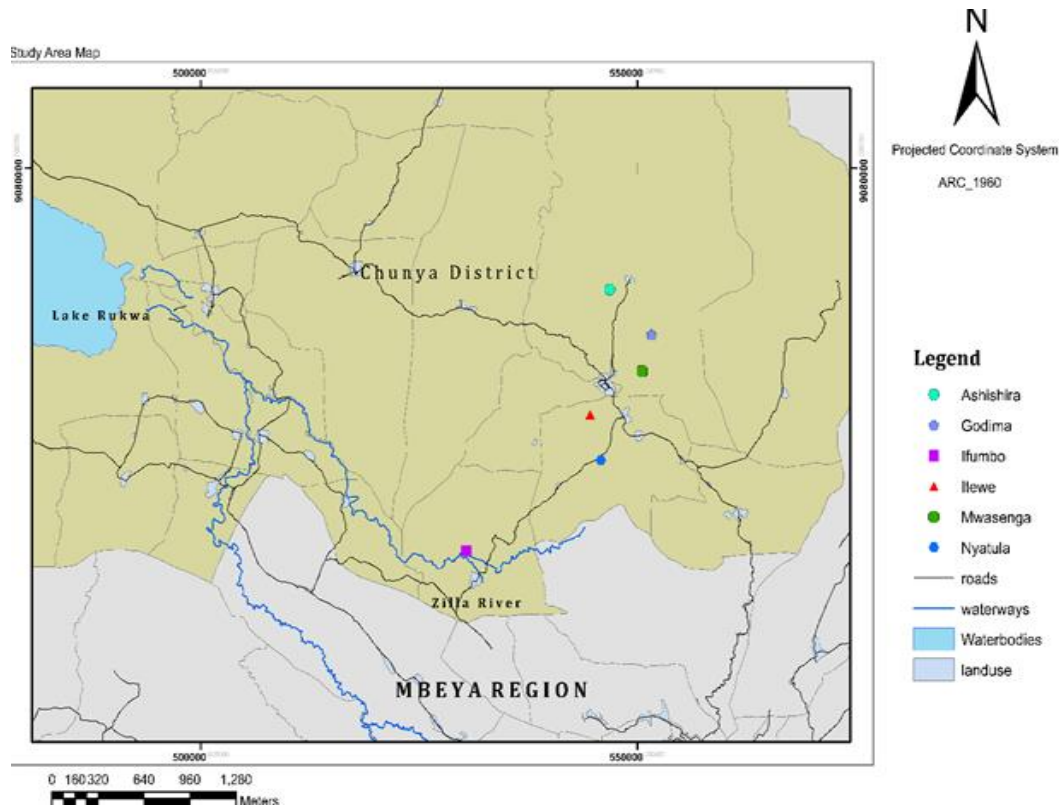 N
Study Area Map
500000
550000
Projected Coordinate System
ARC_1960
9080000
9080000
Chunya District
Lake Rukwa
Legend
Ashishira
Godima
Ifumbo
Ilewe
Mwasenga
Nyatula
roads
waterways
Waterbodies
landuse
Zilla River
MBEYA REGION
500000
550000
0 160 320 640 960 1,280
Meters